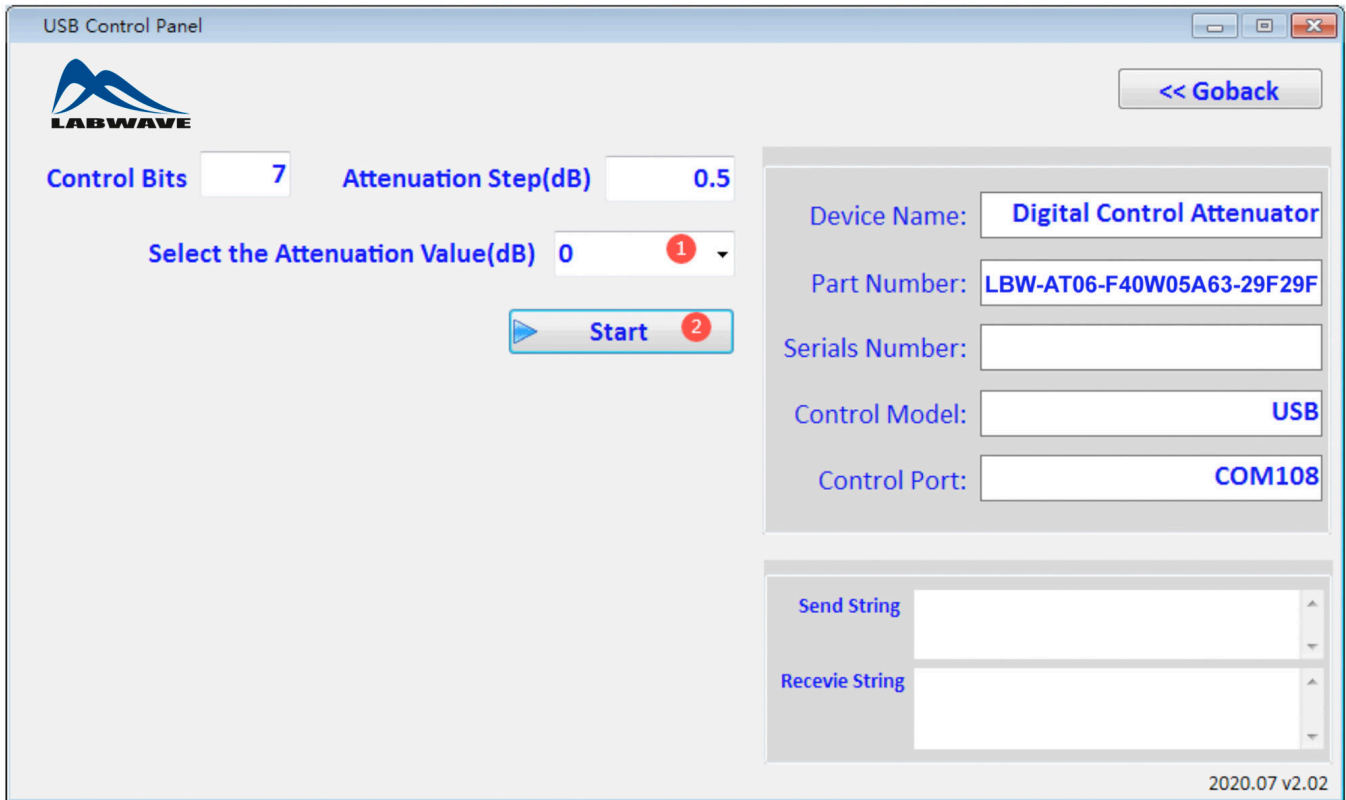 USB Control Panel
LABWAVE
<< Goback
Control Bits 7 Attenuation Step(dB) 0.5
Select the Attenuation Value(dB) 0 1
Start 2
Device Name: Digital Control Attenuator
Part Number: LBW-AT06-F40W05A63-29F29F
Serials Number:
Control Model: USB
Control Port: COM108
Send String
Recevie String
2020.07 v2.02